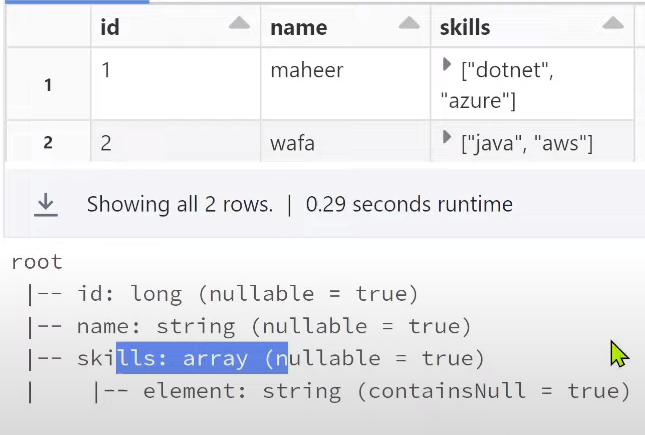 id name skills
1 1 maheer ["dotnet",
"azure"]
2 2 wafa ["java", "aws"]
Showing all 2 rows. | 0.29 seconds runtime
root
|-- id: long (nullable = true)
|-- name: string (nullable = true)
|-- skills: array (nullable = true)
| |-- element: string (containsNull = true)